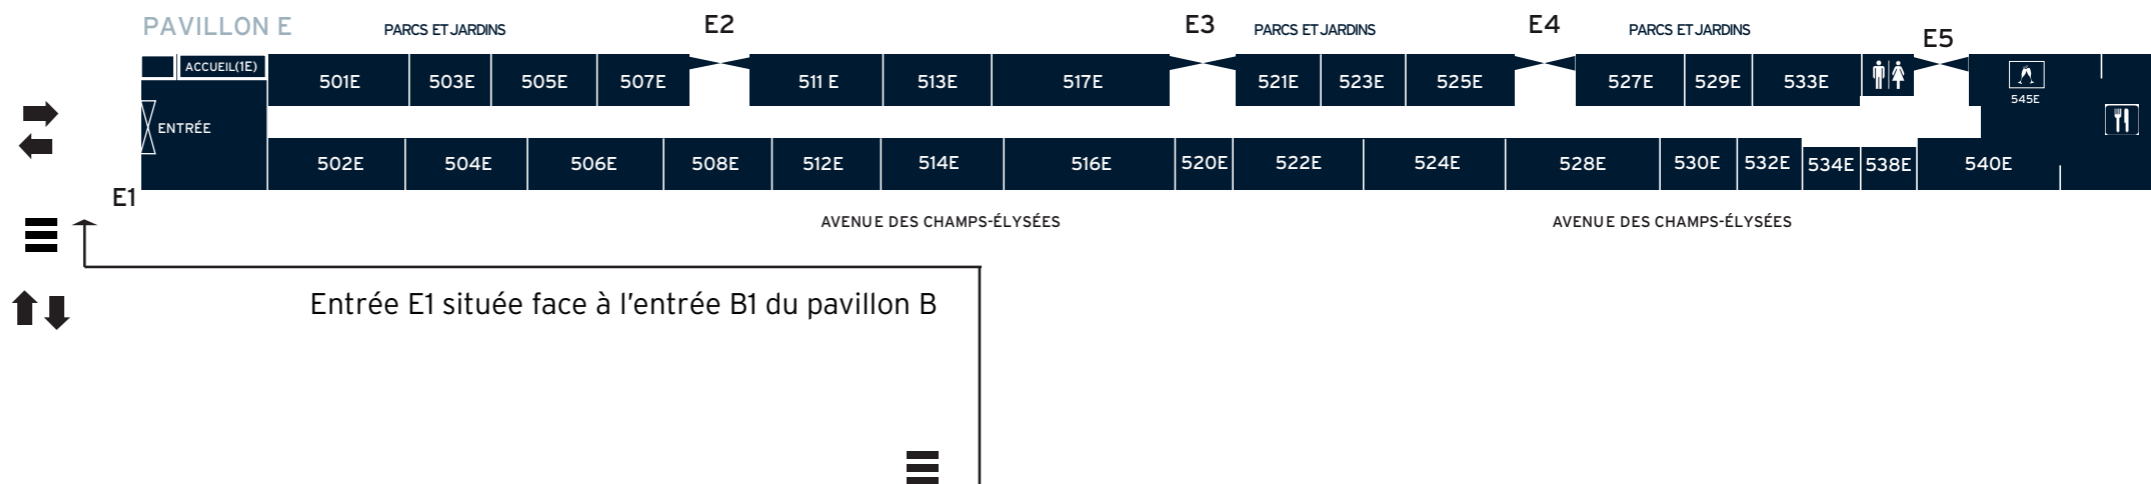 PAVILLON E
PARCS ET JARDINS
E2
E3
PARCS ET JARDINS
E4
PARCS ET JARDINS
E5
ACCUEIL(1E)
501E 503E 505E 507E 511 E 513E 517E 521E 523E 525E 527E 529E 533E
545E
ENTRÉE
502E 504E 506E 508E 512E 514E 516E 520E 522E 524E 528E 530E 532E 534E 538E 540E
E1
AVENUE DES CHAMPS-ÉLYSÉES
AVENUE DES CHAMPS-ÉLYSÉES
Entrée E1 située face à l'entrée B1 du pavillon B